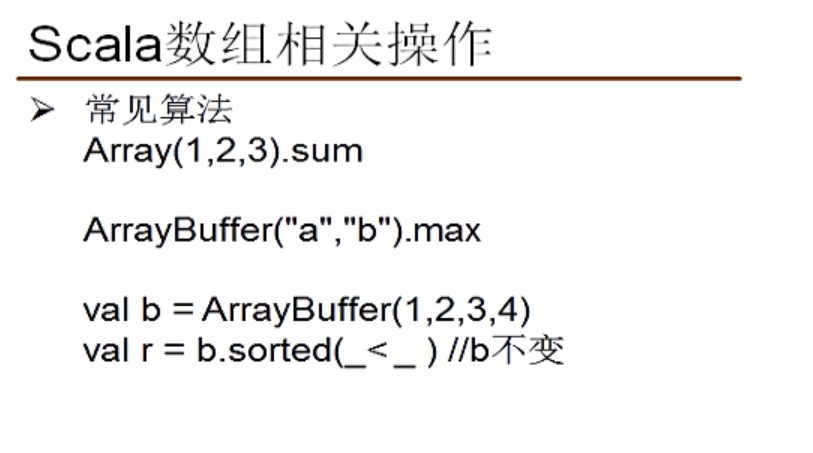 Scala数组相关操作
常见算法
Array(1,2,3).sum
ArrayBuffer("a","b").max
val b = ArrayBuffer(1,2,3,4)
val r = b.sorted(_< _ ) //b不变